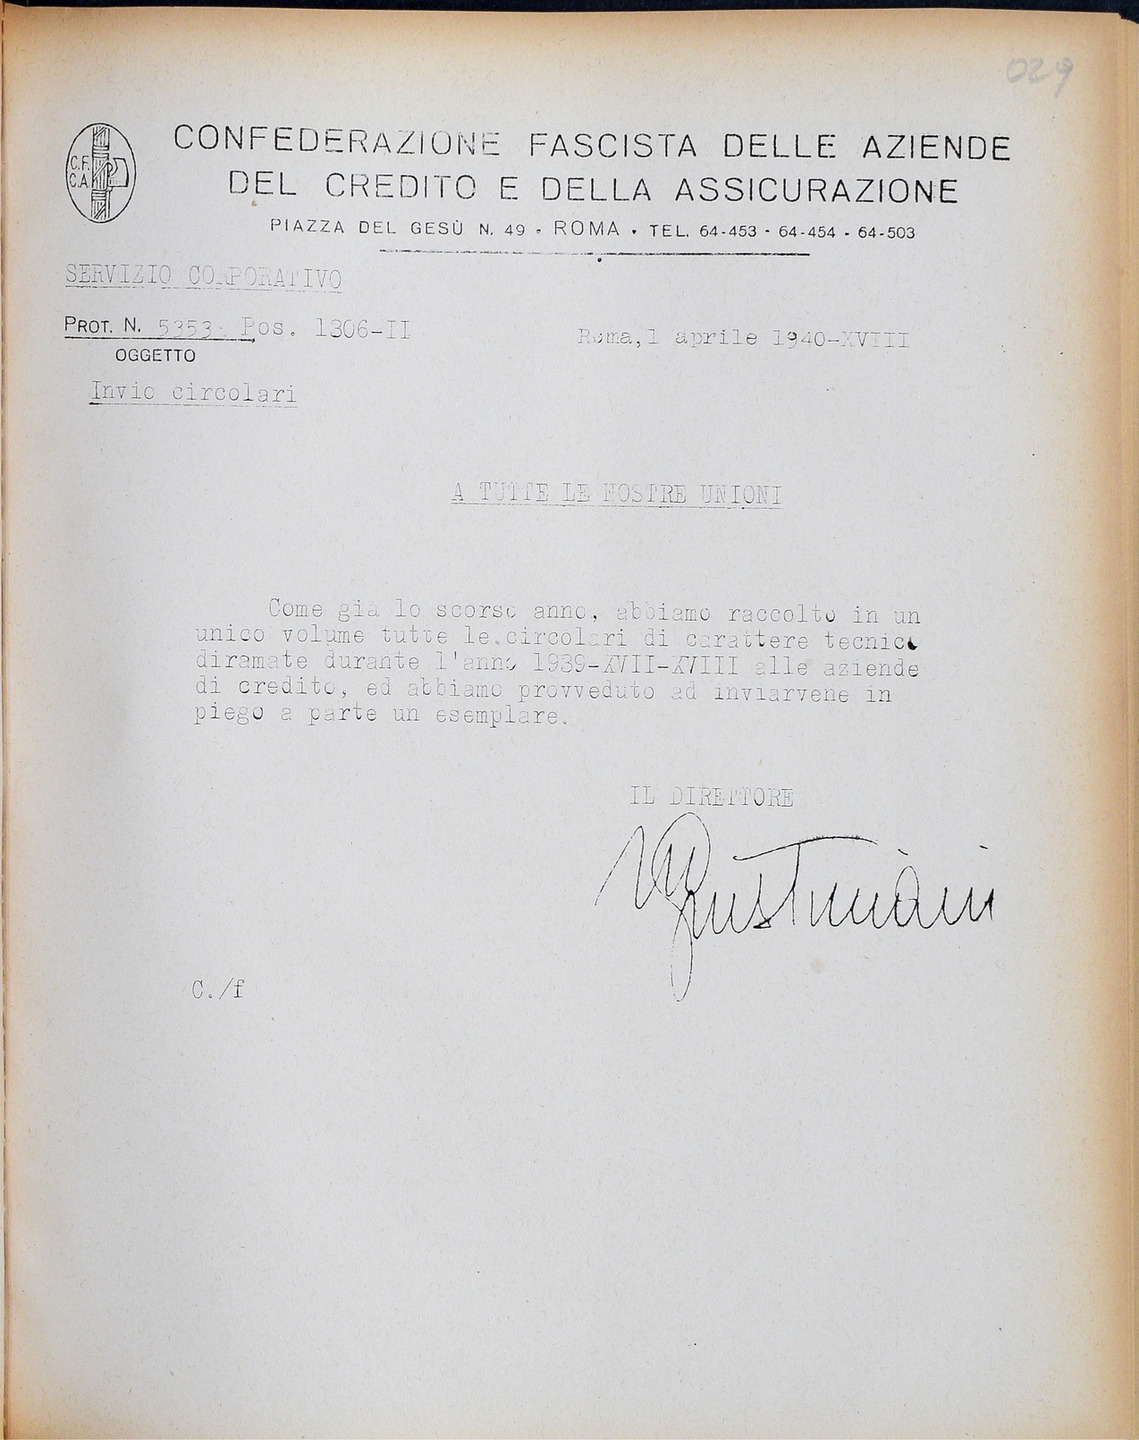 029
C.F.
C.A.
CONFEDERAZIONE FASCISTA DELLE AZIENDE
DEL CREDITO E DELLA ASSICURAZIONE
PIAZZA DEL GESÙ N. 49 - ROMA • TEL. 64-453 - 64-454 - 64-503
SERVIZIO CORPORATIVO
PROT. N. 5353- Pos. 1306-II
Roma,1 aprile 1940-XVIII
OGGETTO
Invio circolari
A TUTTE LE NOSTRE UNIONI
Come già lo scorso anno, abbiamo raccolto in un
unico volume tutte le circolari di carattere tecnico
diramate durante l'anno 1939-XVII-XVIII alle aziende
di credito, ed abbiamo provveduto ad inviarvene in
piego a parte un esemplare.
IL DIRETTORE
Giustiniani
C./f